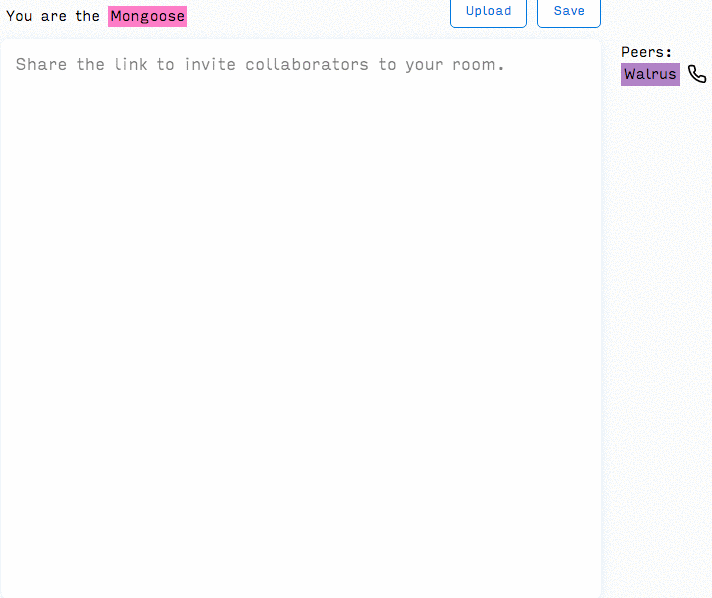 You are the Mongoose
Upload Save
Share the link to invite collaborators to your room.
Peers:
Walrus